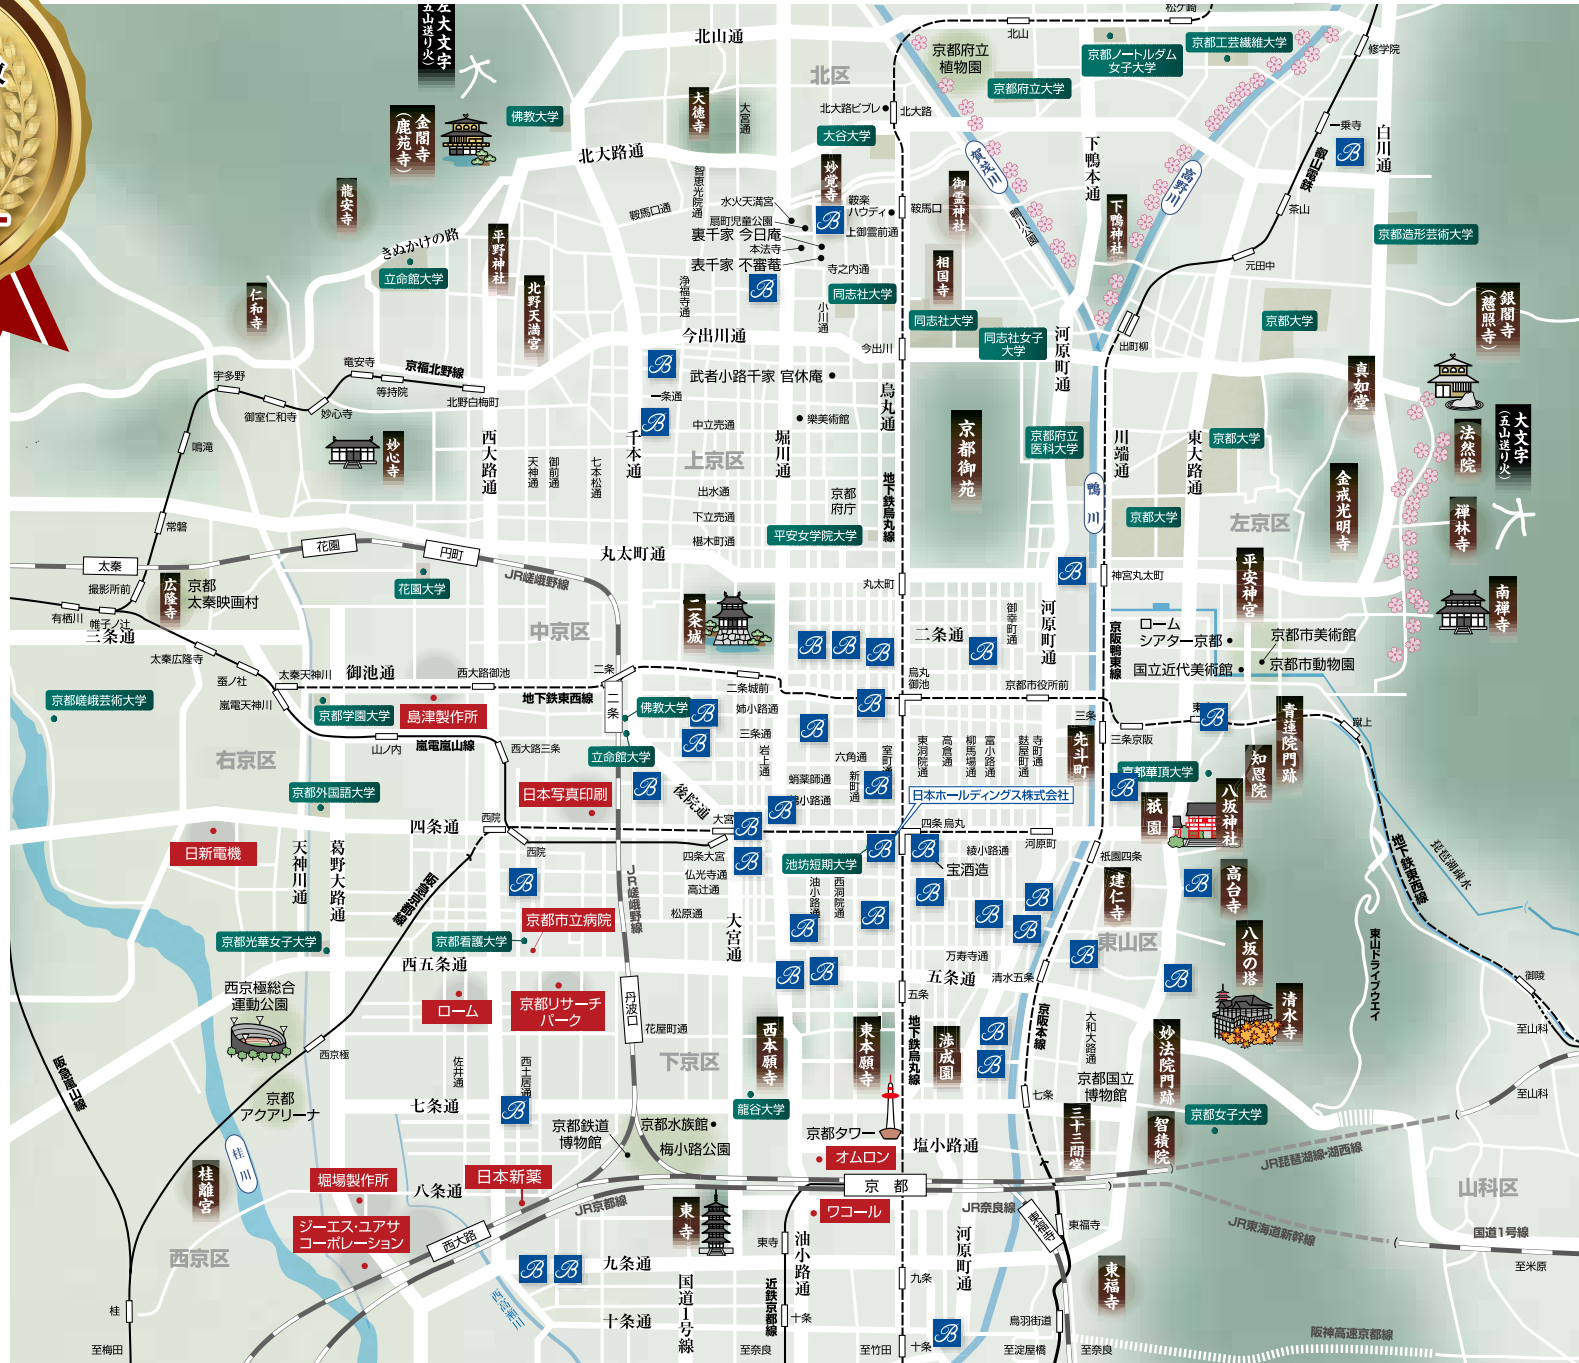 左大文字
(五山送り火)
北山通
北山
松ケ崎
京都府立
植物園
京都ノートルダム
女子大学
京都工芸繊維大学
修学院
北区
京都府立大学
佛教大学
金閣寺
(鹿苑寺)
大徳寺
大宮通
北大路ビブレ
北大路
大谷大学
下鴨本通
一乗寺
白川通
叡山電鉄
北大路通
賀茂川
高野川
龍安寺
智恵光院通
妙覚寺
御霊神社
鞍馬口通
水火天満宮
鞍楽
ハウディ
鞍馬口
扇町児童公園
裏千家 今日庵
上御霊前通
本法寺
表千家 不審菴
寺之内通
鴨川公園
下鴨神社
茶山
京都造形芸術大学
きぬかけの路
立命館大学
平野神社
相国寺
元田中
仁和寺
北野天満宮
浄福寺通
小川通
同志社大学
同志社大学
同志社女子
大学
河原町通
出町柳
京都大学
銀閣寺
(慈照寺)
今出川通
今出川
竜安寺
京福北野線
宇多野
等持院
北野白梅町
御室仁和寺
妙心寺
武者小路千家 官休庵
一条通
烏丸通
真如堂
樂美術館
中立売通
京都御苑
京都府立
医科大学
川端通
東大路通
京都大学
法然院
大文字
(五山送り火)
鳴滝
妙心寺
西大路通
天神通
御前通
七本松通
千本通
上京区
堀川通
出水通
京都
府庁
地下鉄烏丸線
鴨川
金戒光明寺
禅林寺
常磐
下立売通
椹木町通
平安女学院大学
京都大学
左京区
花園
円町
丸太町通
太秦
JR嵯峨野線
撮影所前
広隆寺
京都
太秦映画村
花園大学
丸太町
神宮丸太町
平安神宮
南禅寺
有栖川
帷子ノ辻
三条通
中京区
二条城
二条通
御幸町通
河原町通
京阪鴨東線
ローム
シアター京都
京都市美術館
国立近代美術館
京都市動物園
太秦広隆寺
蚕ノ社
太秦天神川
御池通
西大路御池
二条
二条城前
烏丸
御池
京都市役所前
京都嵯峨芸術大学
嵐電天神川
京都学園大学
島津製作所
地下鉄東西線
二条
佛教大学
姉小路通
三条
三条京阪
青蓮院門跡
蹴上
山ノ内
嵐電嵐山線
西大路三条
立命館大学
三条通
岩上通
六角通
東洞院通
高倉通
柳馬場通
富小路通
麩屋町通
寺町通
先斗町
知恩院
右京区
京都外国語大学
日本写真印刷
後院通
蛸薬師通
新町通
日本ホールディングス株式会社
京都華頂大学
祇園
八坂神社
四条通
西院
大宮
四条烏丸
河原町
日新電機
西院
四条大宮
池坊短期大学
綾小路通
祇園四条
地下鉄東西線
琵琶湖疎水
天神川通
葛野大路通
阪急京都線
JR嵯峨野線
仏光寺通
高辻通
宝酒造
建仁寺
高台寺
京都市立病院
松原通
大宮通
油小路通
西洞院通
京都光華女子大学
京都看護大学
東山区
八坂の塔
東山ドライブウエイ
西五条通
万寿寺通
五条通
清水五条
御陵
西京極総合
運動公園
ローム
京都リサーチ
パーク
丹波口
五条
清水寺
花屋町通
西本願寺
東本願寺
地下鉄烏丸線
渉成園
京阪本線
大和大路通
妙法院門跡
至山科
西京極
阪急嵐山線
佐井通
西土居通
下京区
京都国立
博物館
京都
アクアリーナ
七条通
七条
龍谷大学
京都女子大学
至山科
京都鉄道
博物館
京都水族館
梅小路公園
京都タワー
三十三間堂
智積院
桂川
塩小路通
オムロン
JR琵琶湖線・湖西線
桂離宮
堀場製作所
八条通
日本新薬
京都
山科区
ジーエス・ユアサ
コーポレーション
西大路
JR京都線
東寺
ワコール
JR奈良線
東福寺
東福寺
JR東海道新幹線
国道1号線
西京区
九条通
東寺
油小路通
河原町通
至米原
西高瀬川
国道1号線
近鉄京都線
九条
東福寺
桂
十条通
十条
十条
鳥羽街道
阪神高速京都線
至梅田
至奈良
至竹田
至淀屋橋
至奈良